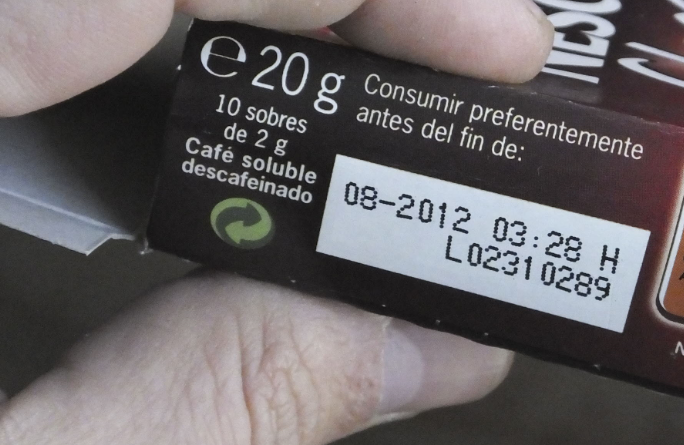 e 20 g
10 sobres
de 2 g
Café soluble
descafeinado
Consumir preferentemente
antes del fin de:
08-2012 03:28 H
L02310289